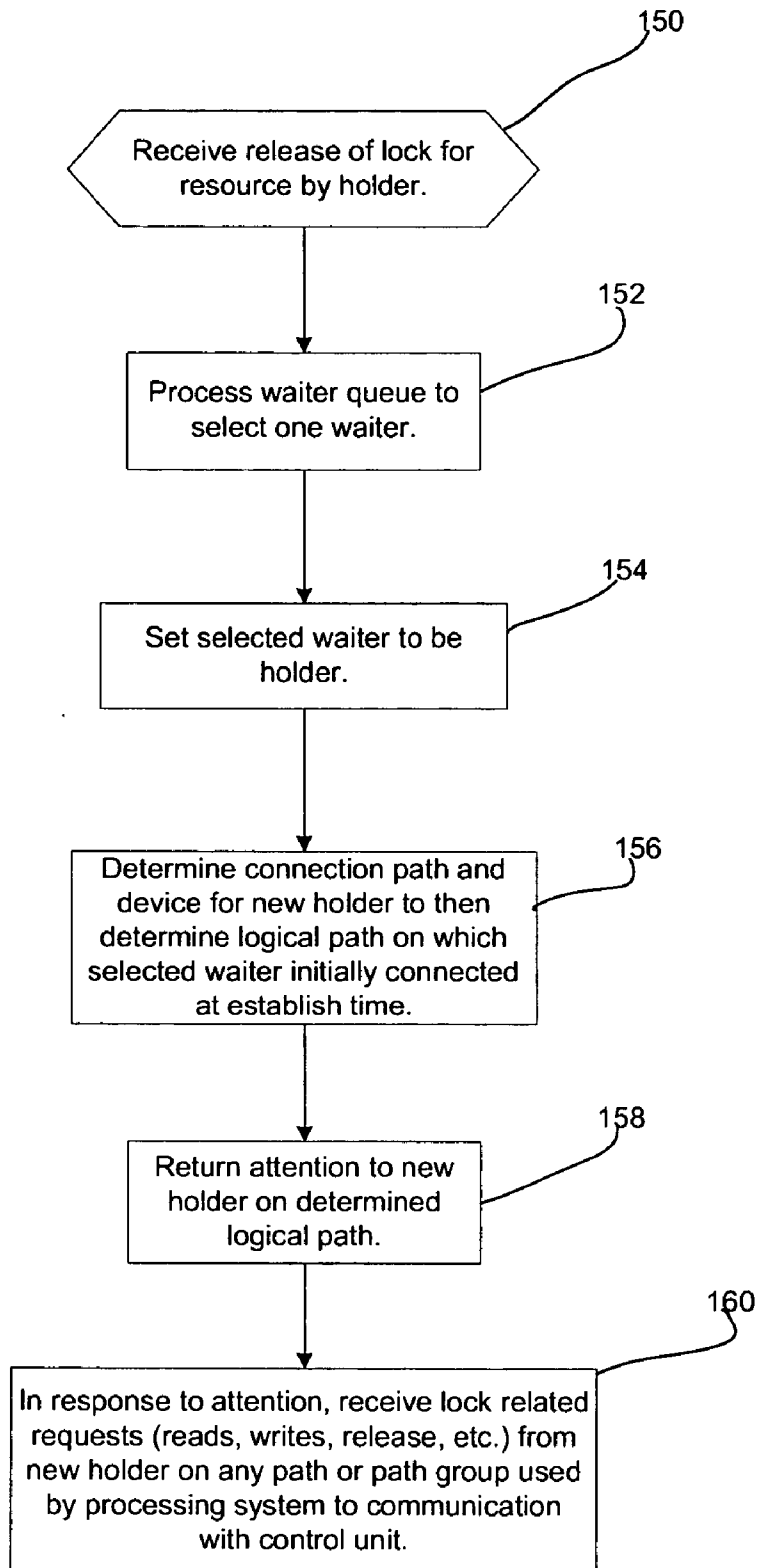 150
Receive release of lock for
resource by holder.
152
Process waiter queue to
select one waiter.
154
Set selected waiter to be
holder.
156
Determine connection path and
device for new holder to then
determine logical path on which
selected waiter initially connected
at establish time.
158
Return attention to new
holder on determined
logical path.
160
In response to attention, receive lock related
requests (reads, writes, release, etc.) from
new holder on any path or path group used
by processing system to communication
with control unit.